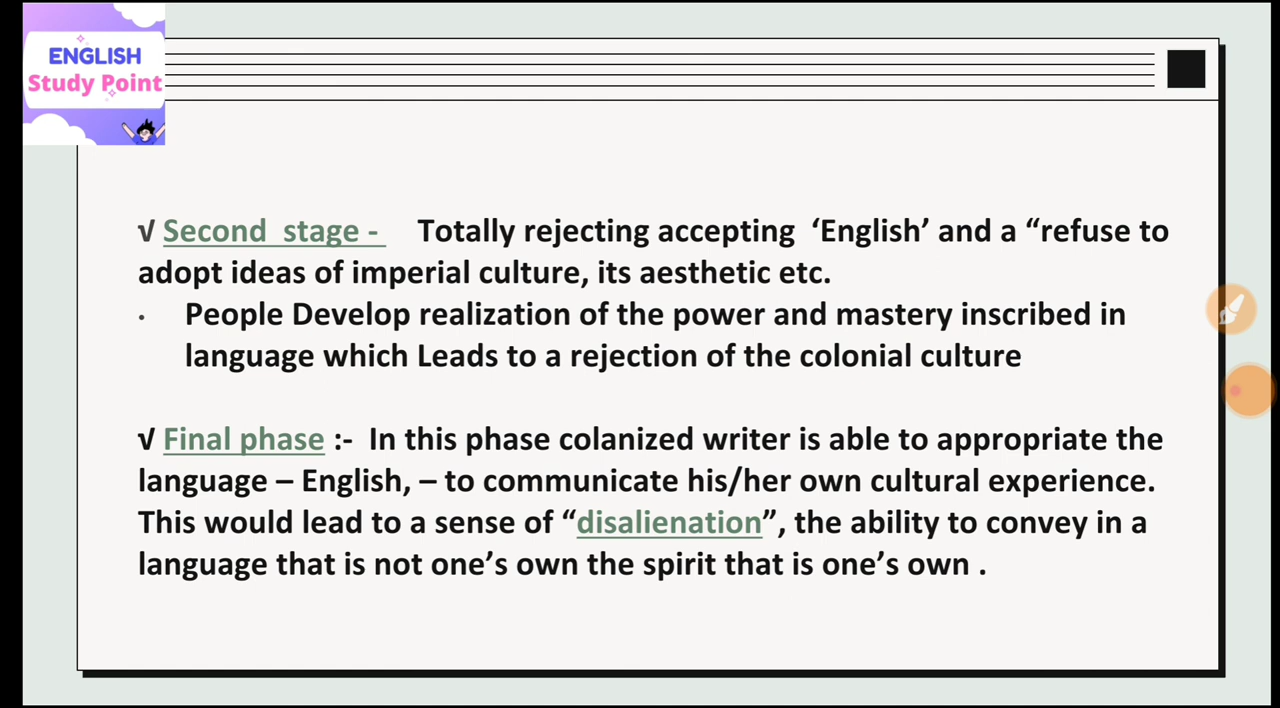 ENGLISH
Study Point
√ Second stage - Totally rejecting accepting ‘English’ and a “refuse to
adopt ideas of imperial culture, its aesthetic etc.
· People Develop realization of the power and mastery inscribed in
language which Leads to a rejection of the colonial culture
√ Final phase :- In this phase colanized writer is able to appropriate the
language – English, – to communicate his/her own cultural experience.
This would lead to a sense of “disalienation”, the ability to convey in a
language that is not one’s own the spirit that is one’s own .